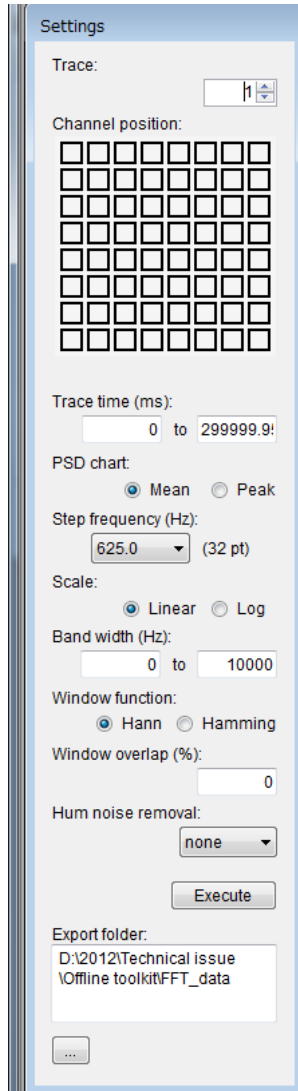 Settings
Trace:
1
Channel position:
Trace time (ms):
0 to 299999.95
PSD chart:
Mean Peak
Step frequency (Hz):
625.0 (32 pt)
Scale:
Linear Log
Band width (Hz):
0 to 10000
Window function:
Hann Hamming
Window overlap (%):
0
Hum noise removal:
none
Execute
Export folder:
D:\2012\Technical issue
\Offline toolkit\FFT_data
...